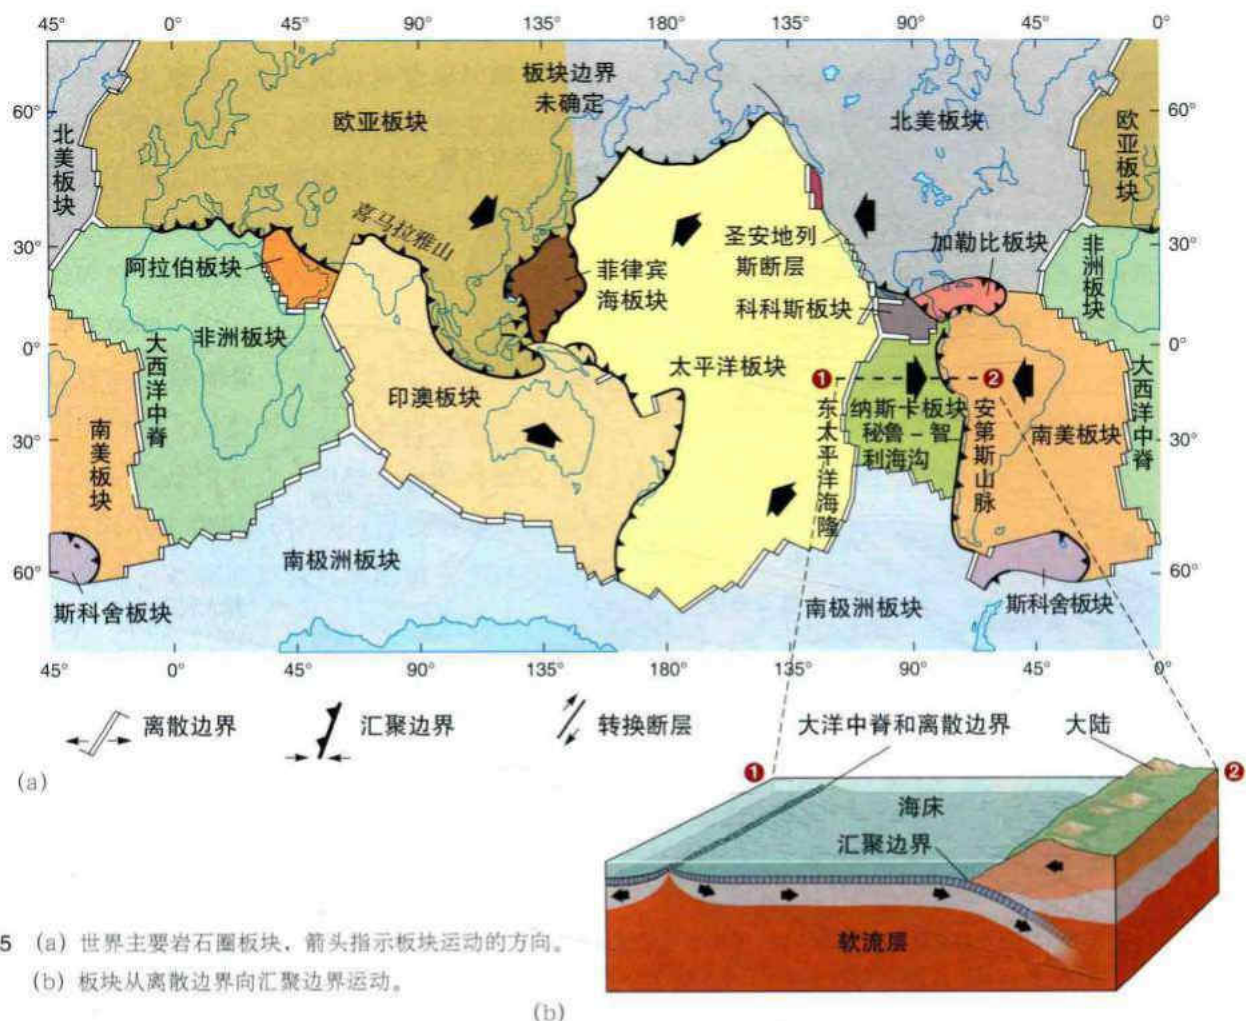 45° 0° 45° 90° 135° 180° 135° 90° 45° 0°
60°
30°
0°
30°
60°
60°
30°
0°
30°
60°
北美板块
欧亚板块
板块边界
未确定
北美板块
欧亚板块
喜马拉雅山
阿拉伯板块
菲律宾
海板块
圣安地列
斯断层
加勒比板块
非洲板块
科科斯板块
非洲板块
大西洋中脊
太平洋板块
印澳板块
1
2
东太平洋海隆
纳斯卡板块
秘鲁－智
利海沟
安第斯山脉
南美板块
大西洋中脊
南美板块
南极洲板块
南极洲板块
斯科舍板块
斯科舍板块
45° 0° 45° 90° 135° 180° 135° 90° 45° 0°
离散边界
汇聚边界
转换断层
(a)
大洋中脊和离散边界
大陆
1
2
海床
汇聚边界
软流层
5 (a) 世界主要岩石圈板块，箭头指示板块运动的方向。
(b) 板块从离散边界向汇聚边界运动。
(b)